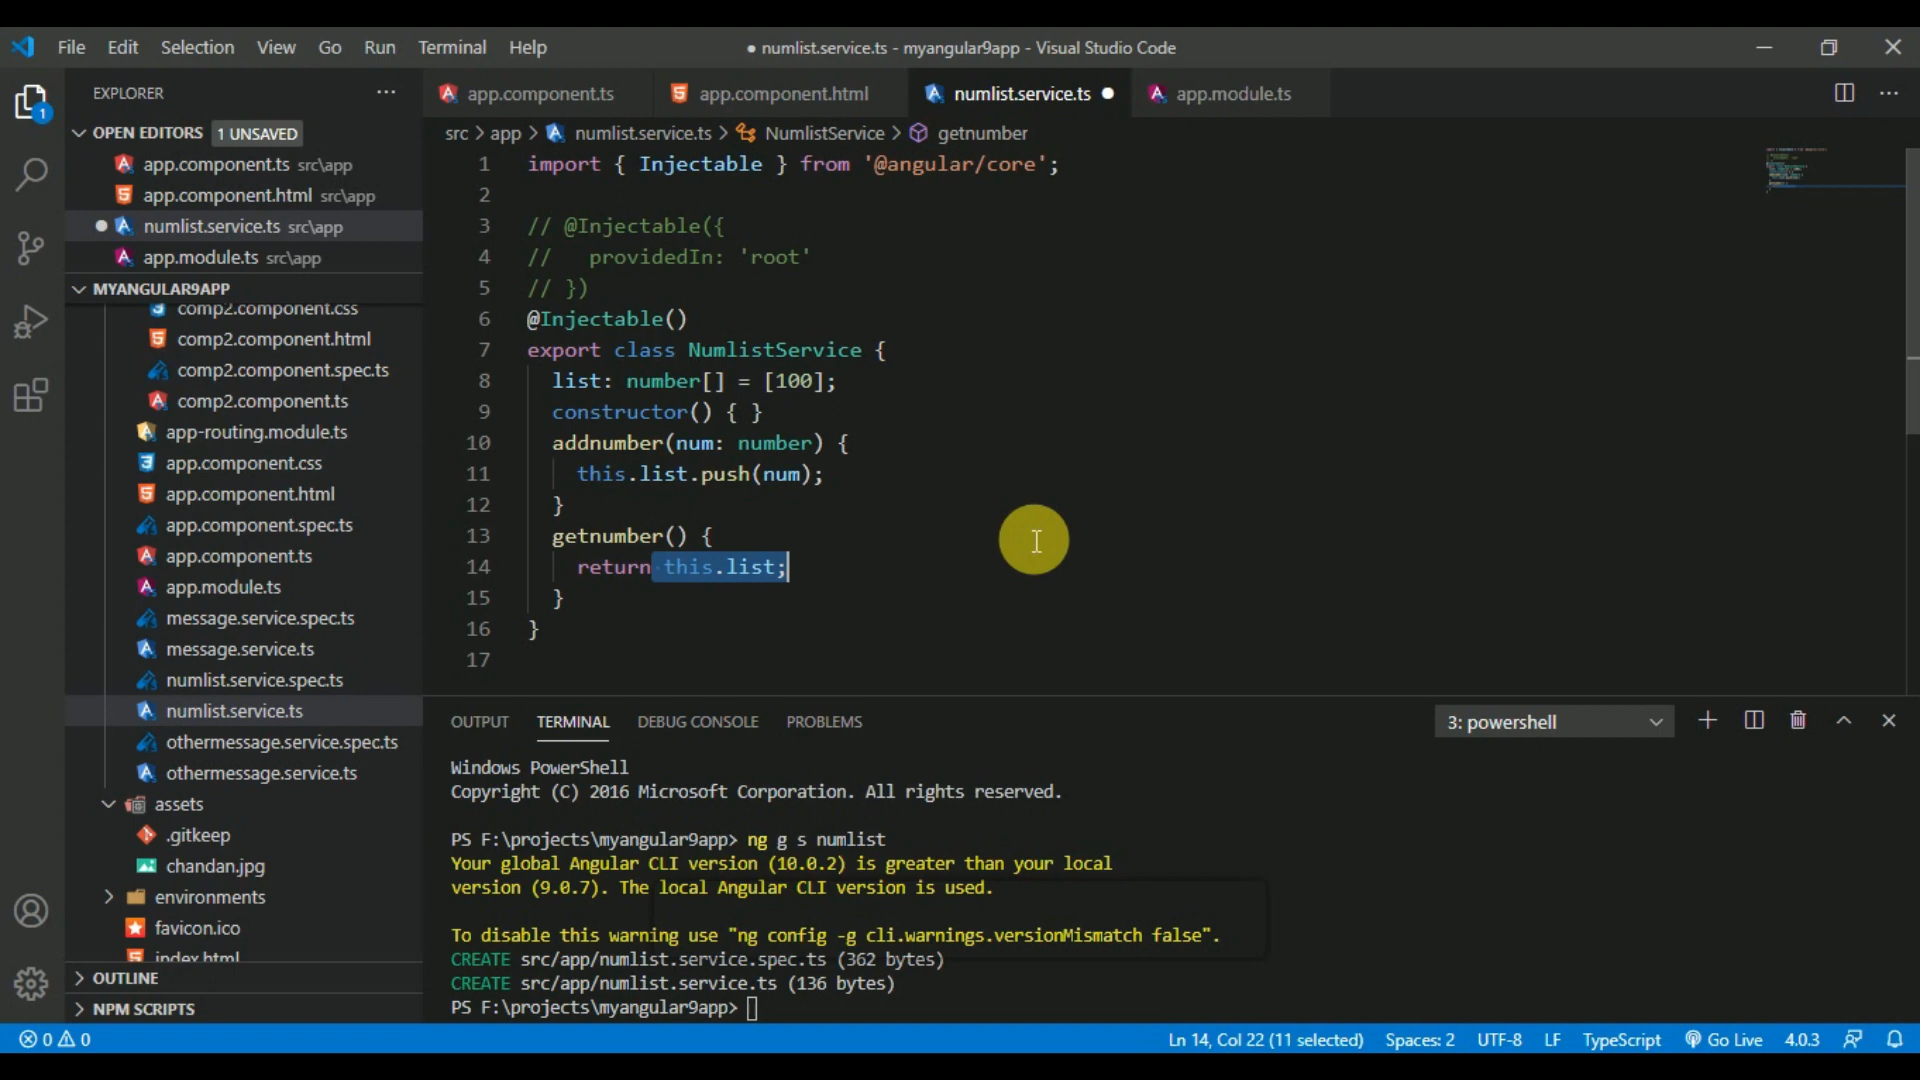 File Edit Selection View Go Run Terminal Help
● numlist.service.ts - myangular9app - Visual Studio Code
EXPLORER
OPEN EDITORS 1 UNSAVED
app.component.ts src\app
app.component.html src\app
numlist.service.ts src\app
app.module.ts src\app
MYANGULAR9APP
comp2.component.css
comp2.component.html
comp2.component.spec.ts
comp2.component.ts
app-routing.module.ts
app.component.css
app.component.html
app.component.spec.ts
app.component.ts
app.module.ts
message.service.spec.ts
message.service.ts
numlist.service.spec.ts
numlist.service.ts
othermessage.service.spec.ts
othermessage.service.ts
assets
.gitkeep
chandan.jpg
environments
favicon.ico
index.html
OUTLINE
NPM SCRIPTS
1
app.component.ts app.component.html numlist.service.ts app.module.ts
src > app > numlist.service.ts > NumlistService > getnumber
1 import { Injectable } from '@angular/core';
2
3 // @Injectable({
4 //   providedIn: 'root'
5 // })
6 @Injectable()
7 export class NumlistService {
8   list: number[] = [100];
9   constructor() { }
10   addnumber(num: number) {
11     this.list.push(num);
12   }
13   getnumber() {
14     return this.list;
15   }
16 }
17
OUTPUT TERMINAL DEBUG CONSOLE PROBLEMS 3: powershell
Windows PowerShell
Copyright (C) 2016 Microsoft Corporation. All rights reserved.
PS F:\projects\myangular9app> ng g s numlist
Your global Angular CLI version (10.0.2) is greater than your local
version (9.0.7). The local Angular CLI version is used.
To disable this warning use "ng config -g cli.warnings.versionMismatch false".
CREATE src/app/numlist.service.spec.ts (362 bytes)
CREATE src/app/numlist.service.ts (136 bytes)
PS F:\projects\myangular9app>
0 0 Ln 14, Col 22 (11 selected) Spaces: 2 UTF-8 LF TypeScript Go Live 4.0.3